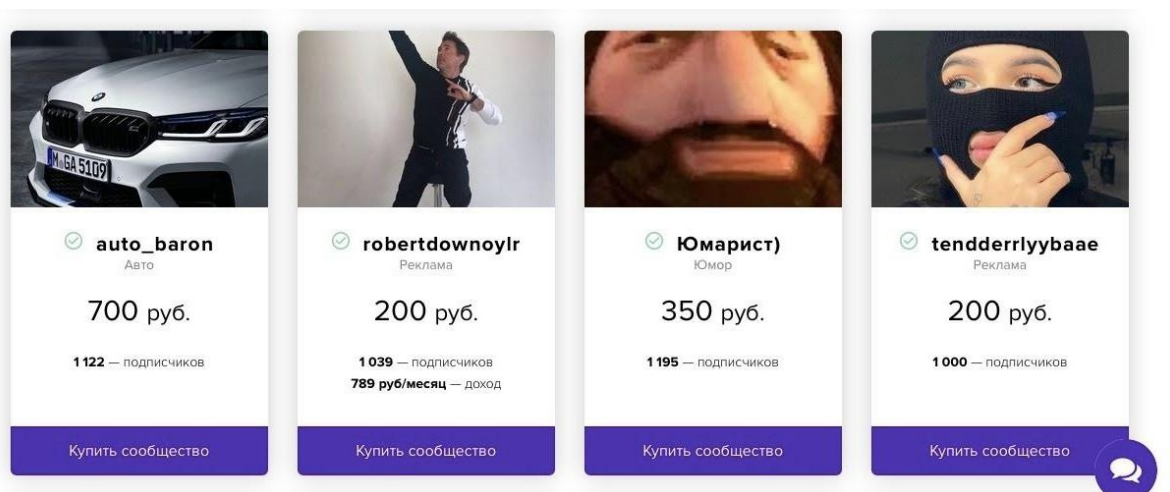 M GA 5109
auto_baron
Авто
700 руб.
1 122 — подписчиков
Купить сообщество
robertdownoylr
Реклама
200 руб.
1 039 — подписчиков
789 руб/месяц — доход
Купить сообщество
Юмарист)
Юмор
350 руб.
1 195 — подписчиков
Купить сообщество
tendderrlyybaae
Реклама
200 руб.
1 000 — подписчиков
Купить сообщество